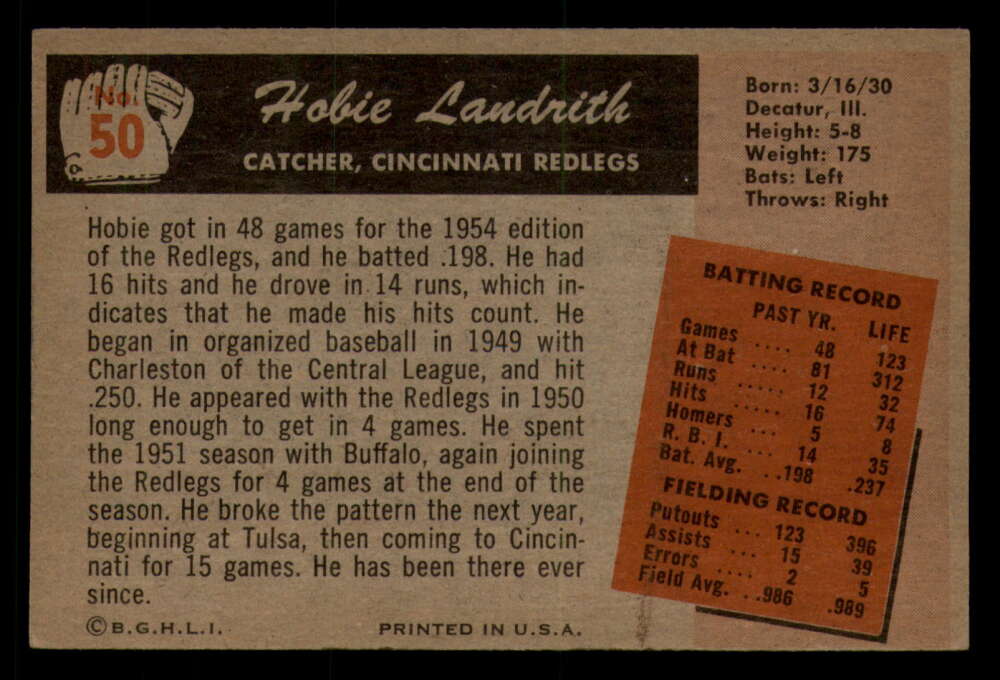 No.
50
Hobie Landrith
CATCHER, CINCINNATI REDLEGS
Born: 3/16/30
Decatur, Ill.
Height: 5-8
Weight: 175
Bats: Left
Throws: Right
Hobie got in 48 games for the 1954 edition
of the Redlegs, and he batted .198. He had
16 hits and he drove in 14 runs, which in-
dicates that he made his hits count. He
began in organized baseball in 1949 with
Charleston of the Central League, and hit
.250. He appeared with the Redlegs in 1950
long enough to get in 4 games. He spent
the 1951 season with Buffalo, again joining
the Redlegs for 4 games at the end of the
season. He broke the pattern the next year,
beginning at Tulsa, then coming to Cincin-
nati for 15 games. He has been there ever
since.
BATTING RECORD
PAST YR. LIFE
Games .... 48 123
At Bat .... 81 312
Runs ..... 12 32
Hits ..... 16 74
Homers ... 5 8
R. B. I. ... 14 35
Bat. Avg. ..198 .237
FIELDING RECORD
Putouts ... 123 396
Assists ... 15 39
Errors .... 2 5
Field Avg. ..986 .989
© B.G.H.L.I. PRINTED IN U.S.A.